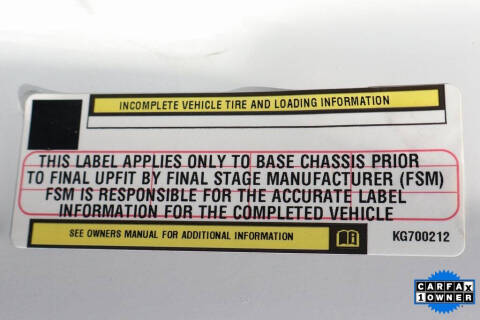 INCOMPLETE VEHICLE TIRE AND LOADING INFORMATION
THIS LABEL APPLIES ONLY TO BASE CHASSIS PRIOR
TO FINAL UPFIT BY FINAL STAGE MANUFACTURER (FSM)
FSM IS RESPONSIBLE FOR THE ACCURATE LABEL
INFORMATION FOR THE COMPLETED VEHICLE
SEE OWNERS MANUAL FOR ADDITIONAL INFORMATION
KG700212
CARFAX
1 OWNER